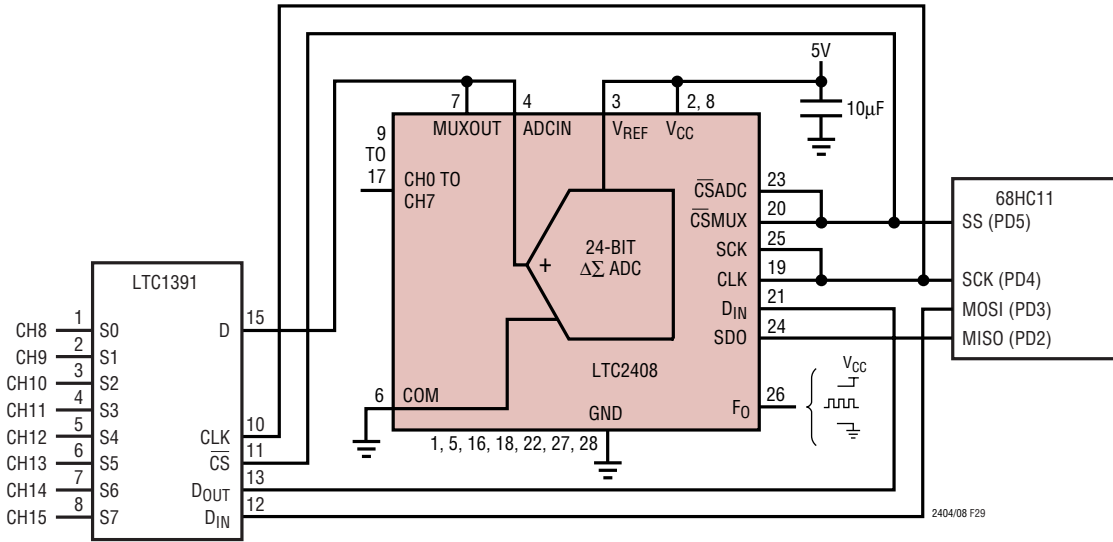 5V
10µF
7
4
3
2, 8
MUXOUT
ADCIN
VREF
VCC
9
TO
17
CH0 TO
CH7
23
CSADC
20
CSMUX
25
SCK
19
CLK
21
DIN
24
SDO
26
FO
VCC
24-BIT
ΔΣ ADC
+
LTC2408
6
COM
GND
1, 5, 16, 18, 22, 27, 28
68HC11
SS (PD5)
SCK (PD4)
MOSI (PD3)
MISO (PD2)
LTC1391
CH8 1 S0
CH9 2 S1
CH10 3 S2
CH11 4 S3
CH12 5 S4
CH13 6 S5
CH14 7 S6
CH15 8 S7
D 15
CLK 10
CS 11
DOUT 13
DIN 12
2404/08 F29